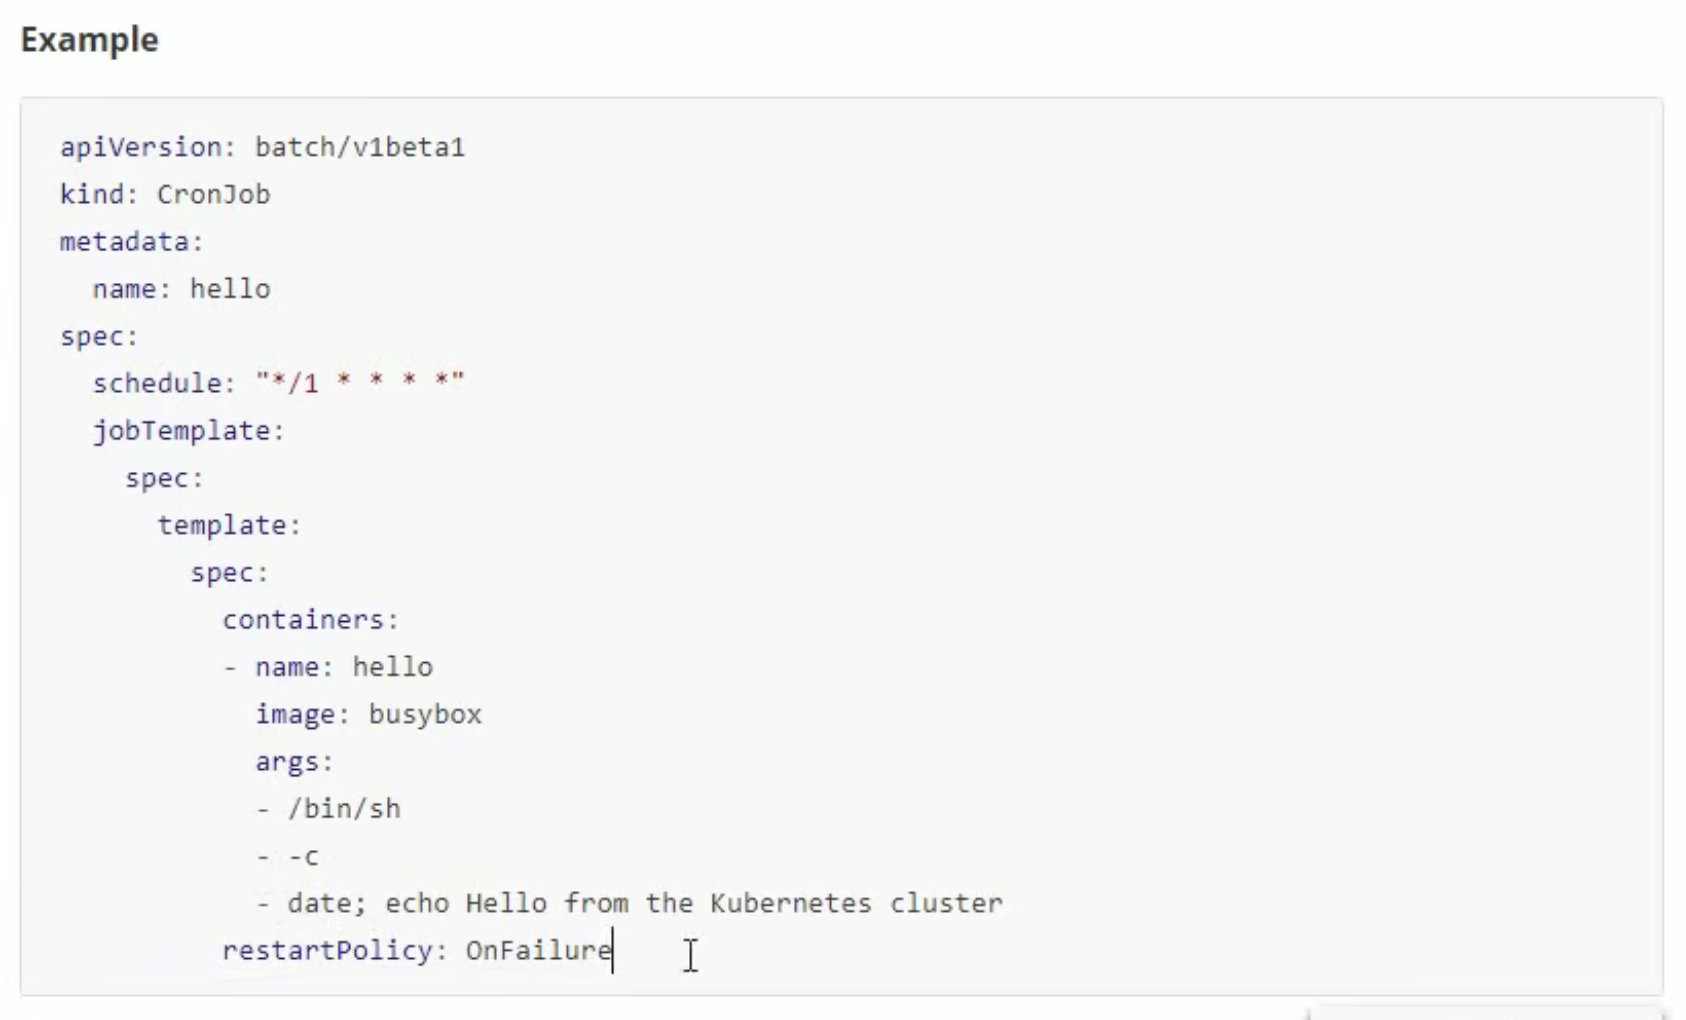 Example
apiVersion: batch/v1beta1
kind: CronJob
metadata:
  name: hello
spec:
  schedule: "*/1 * * * *"
  jobTemplate:
    spec:
      template:
        spec:
          containers:
          - name: hello
            image: busybox
            args:
            - /bin/sh
            - -c
            - date; echo Hello from the Kubernetes cluster
          restartPolicy: OnFailure